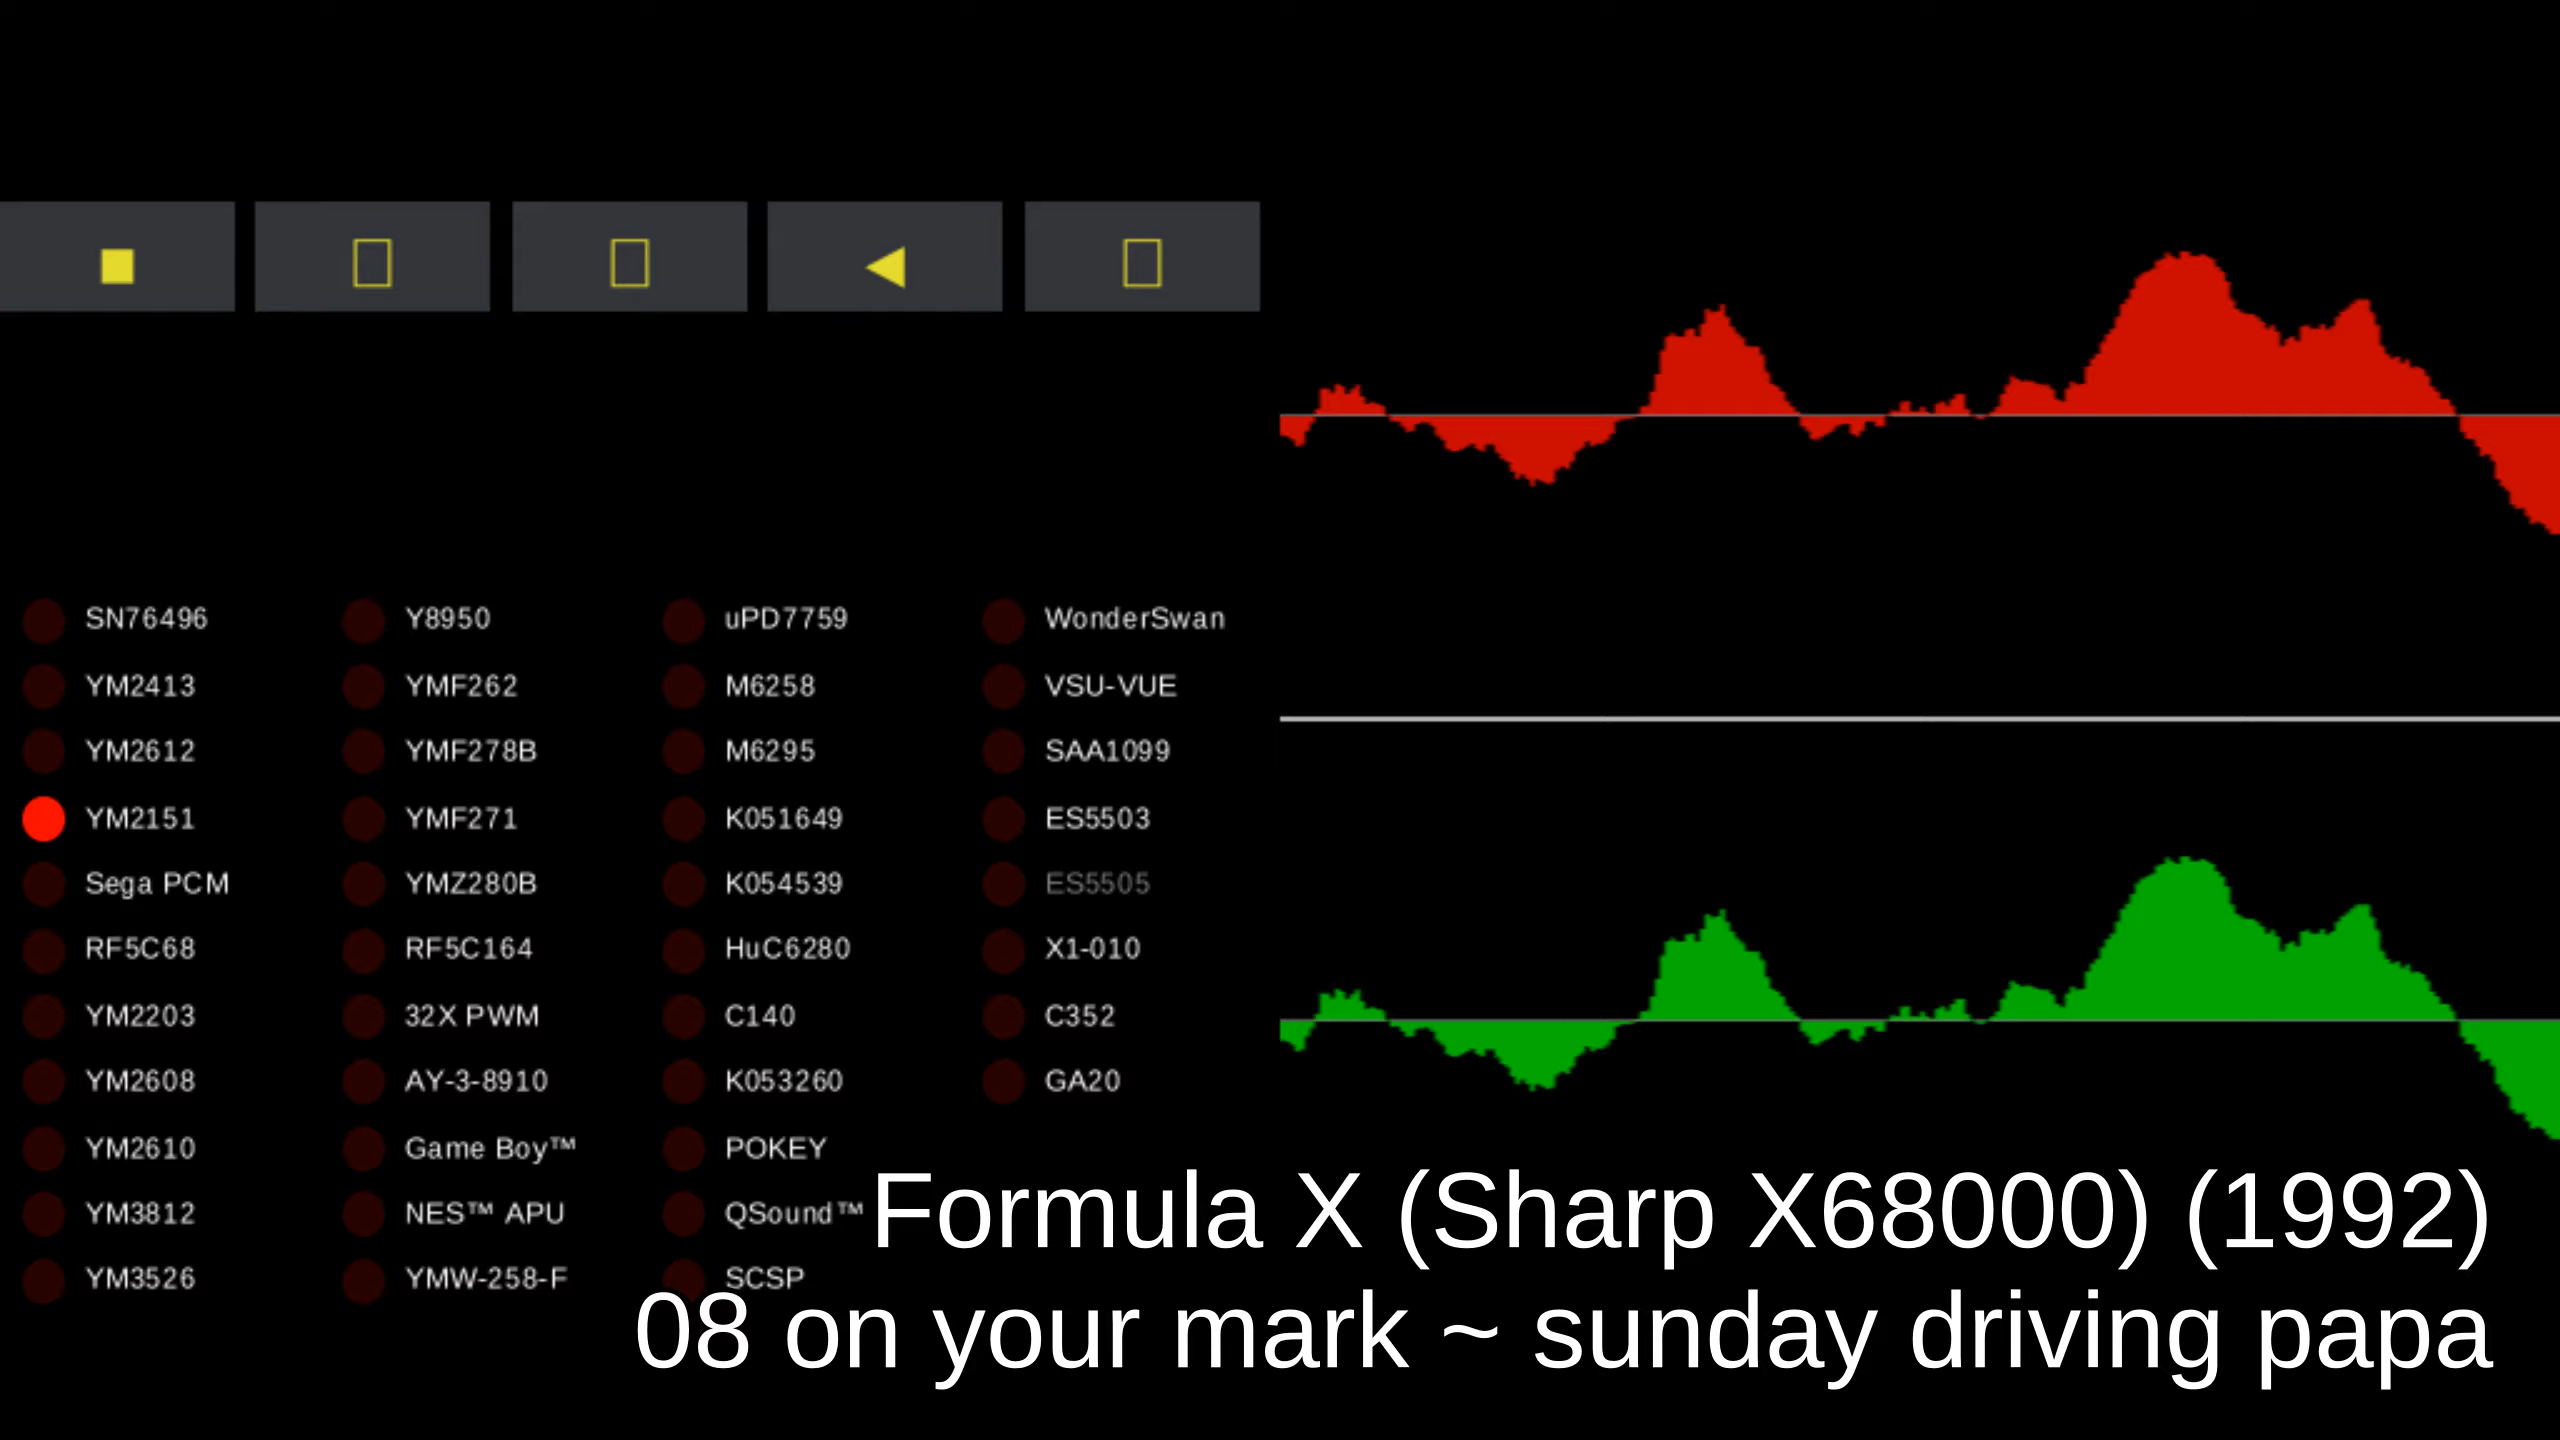 SN76496
YM2413
YM2612
YM2151
Sega PCM
RF5C68
YM2203
YM2608
YM2610
YM3812
YM3526
Y8950
YMF262
YMF278B
YMF271
YMZ280B
RF5C164
32X PWM
AY-3-8910
Game Boy™
NES™ APU
YMW-258-F
uPD7759
M6258
M6295
K051649
K054539
HuC6280
C140
K053260
POKEY
QSound™
SCSP
WonderSwan
VSU-VUE
SAA1099
ES5503
ES5505
X1-010
C352
GA20
Formula X (Sharp X68000) (1992)
08 on your mark ~ sunday driving papa